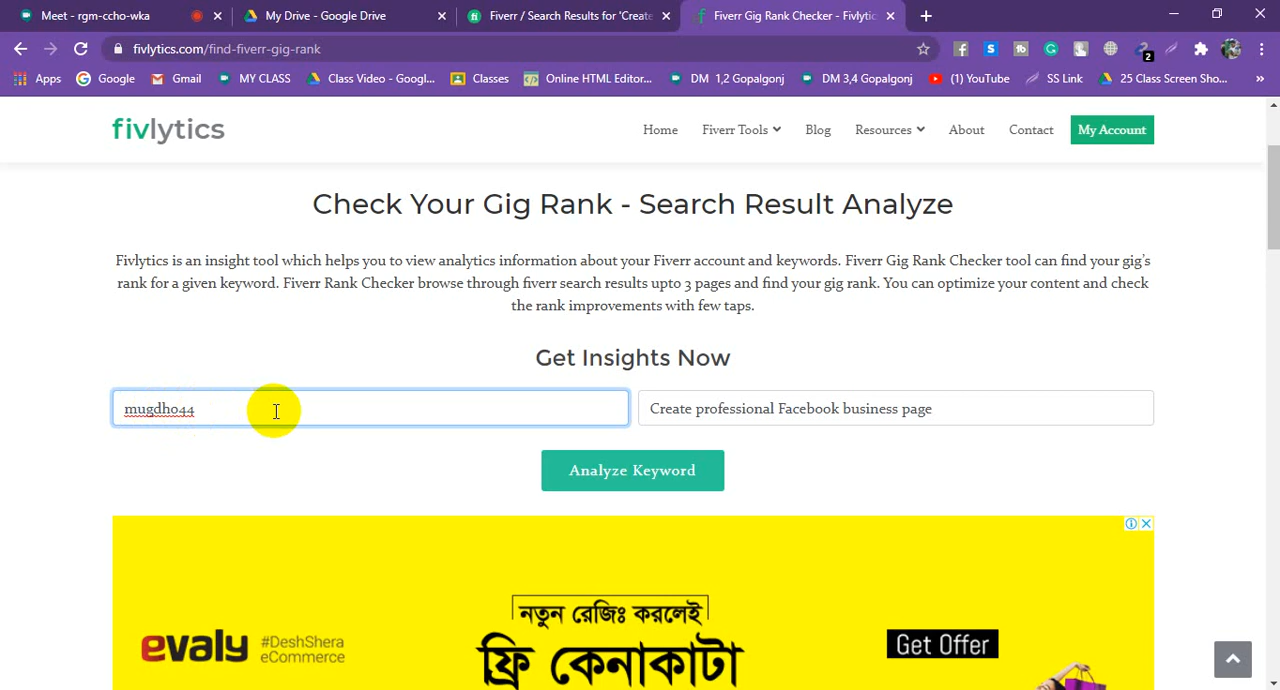 Meet - rgm-ccho-wka
My Drive - Google Drive
Fiverr / Search Results for 'Create
Fiverr Gig Rank Checker - Fivlytic
fivlytics.com/find-fiverr-gig-rank
2
Apps
Google
Gmail
MY CLASS
Class Video - Googl...
Classes
Online HTML Editor...
DM 1,2 Gopalgonj
DM 3,4 Gopalgonj
(1) YouTube
SS Link
25 Class Screen Sho...
fivlytics
Home
Fiverr Tools
Blog
Resources
About
Contact
My Account
Check Your Gig Rank - Search Result Analyze
Fivlytics is an insight tool which helps you to view analytics information about your Fiverr account and keywords. Fiverr Gig Rank Checker tool can find your gig's
rank for a given keyword. Fiverr Rank Checker browse through fiverr search results upto 3 pages and find your gig rank. You can optimize your content and check
the rank improvements with few taps.
Get Insights Now
mugdho44
Create professional Facebook business page
Analyze Keyword
নতুন রেজিঃ করলেই
evaly #DeshShera
eCommerce
ফ্রি কেনাকাটা
Get Offer